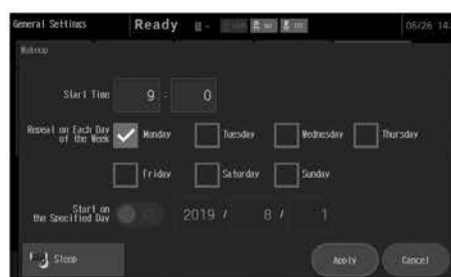 General Settings Ready 05/26 14:
Wakeup
Start Time 9 : 0
Repeat on Each Day
of the Week Monday Tuesday Wednesday Thursday
Friday Saturday Sunday
Start on
the Specified Day 2019 / 8 / 1
Sleep Apply Cancel